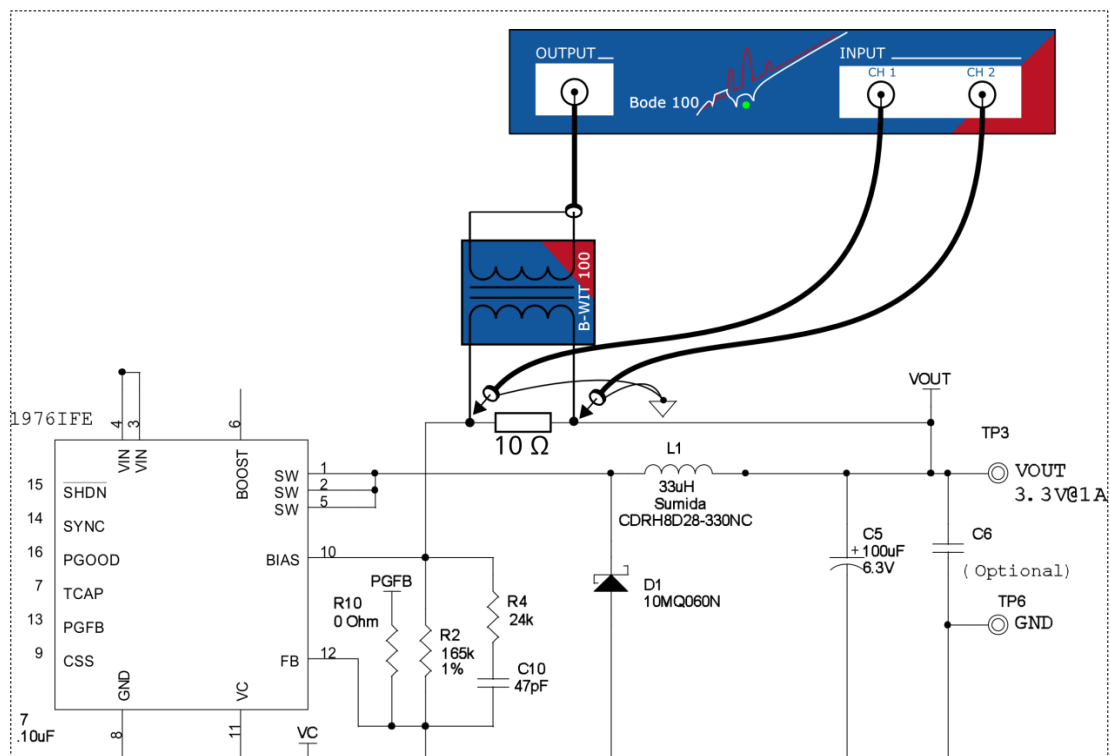 OUTPUT
INPUT
CH 1
CH 2
Bode 100
B-WIT 100
VOUT
1976IFE
4
3
6
10 Ω
TP3
VIN
VIN
BOOST
L1
SW
1
VOUT
15
SHDN
SW
2
33uH
3.3V@1A
SW
5
Sumida
14
SYNC
CDRH8D28-330NC
C5
C6
16
PGOOD
BIAS
10
+
100uF
6.3V
PGFB
D1
(Optional)
7
TCAP
R10
R4
10MQ060N
TP6
0 Ohm
24k
GND
13
PGFB
R2
165k
9
CSS
FB
12
1%
C10
47pF
GND
VC
7
.10uF
8
11
VC